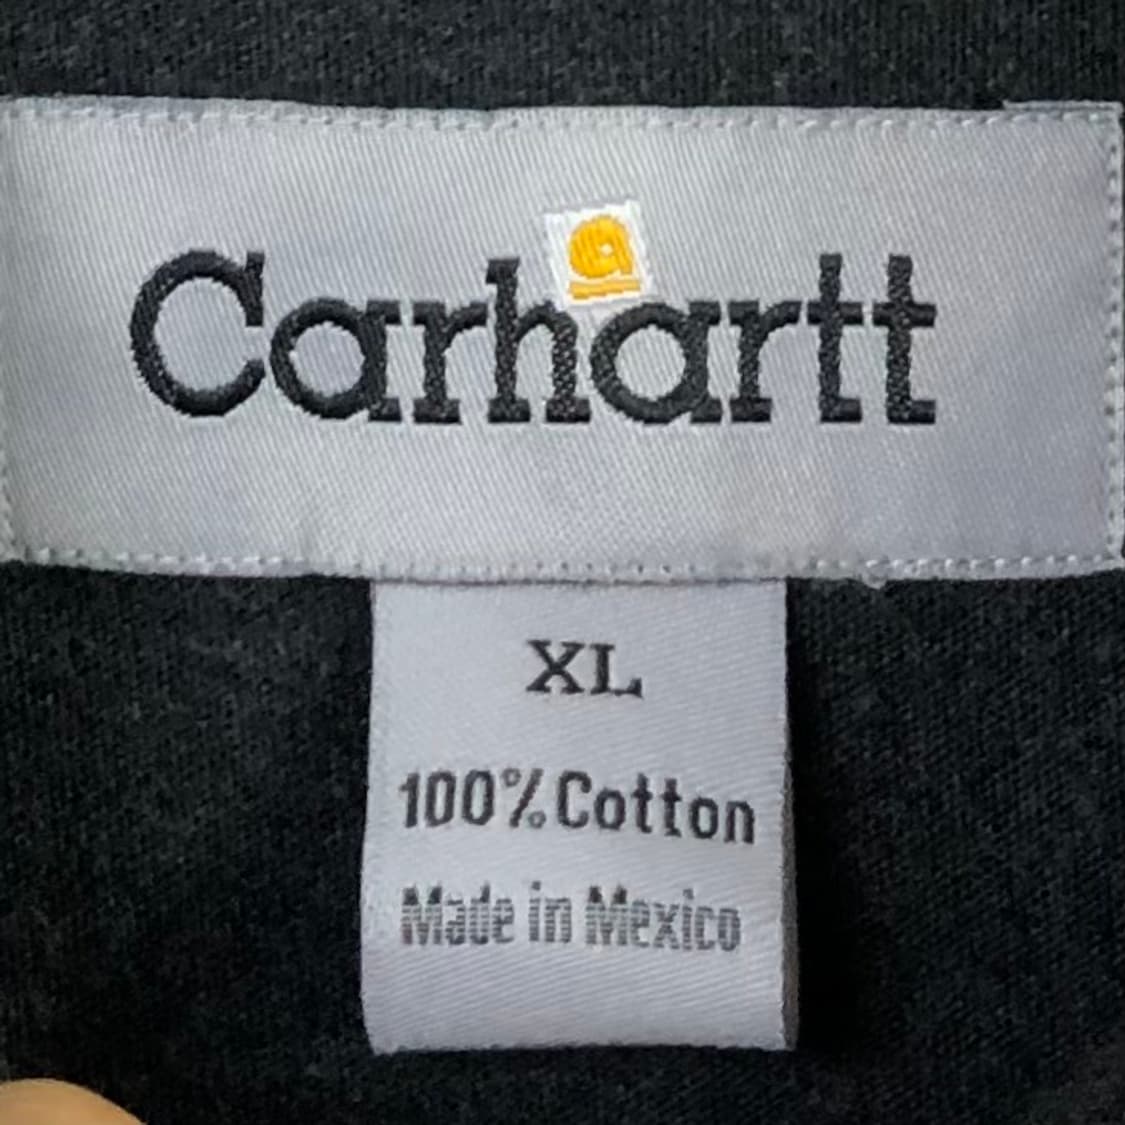 Carhartt
XL
100% Cotton
Made in Mexico